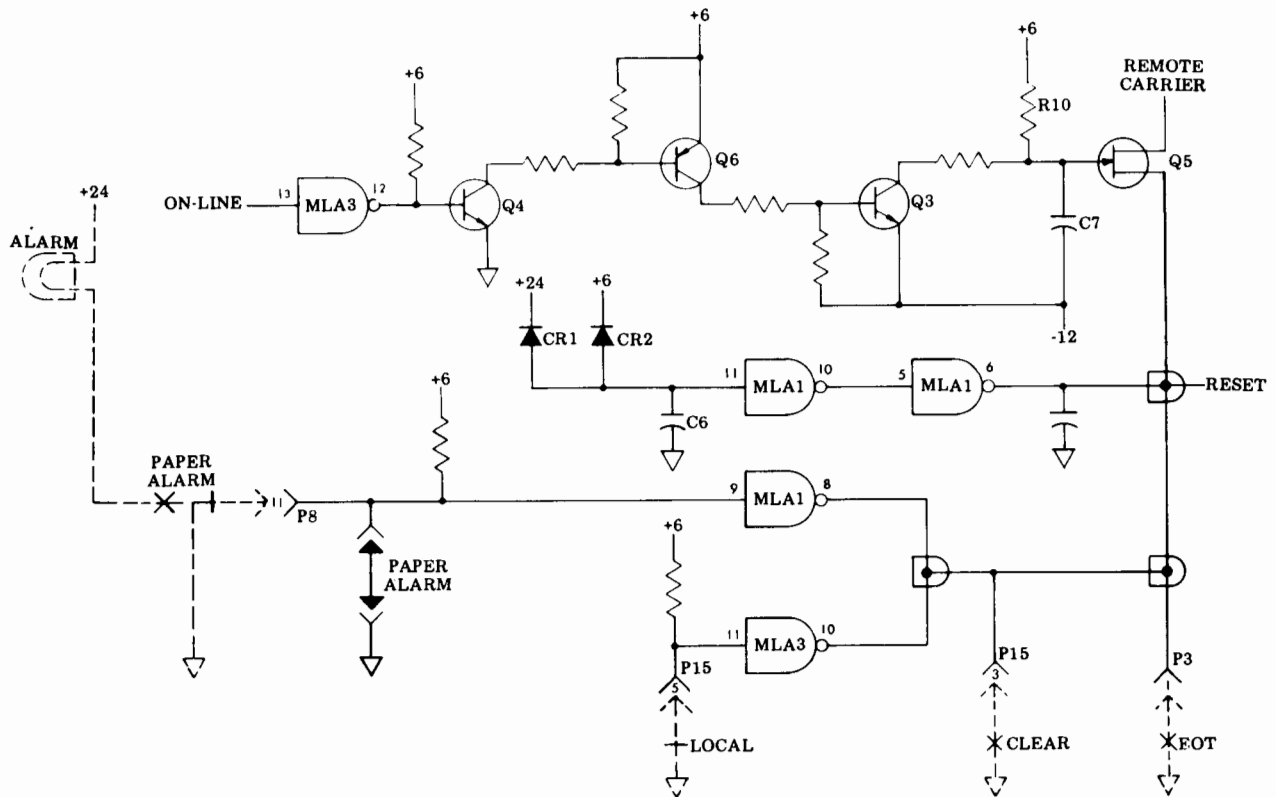 +6
+6
+6
REMOTE
CARRIER
R10
Q6
Q5
+24
ON-LINE 13 MLA3 12
Q4
Q3
C7
ALARM
+24
+6
CR1
CR2
-12
11 MLA1 10
5 MLA1 6
RESET
C6
+6
PAPER
ALARM
11
P8
9 MLA1 8
PAPER
ALARM
+6
11 MLA3 10
P15
5
LOCAL
P15
3
CLEAR
P3
EOT